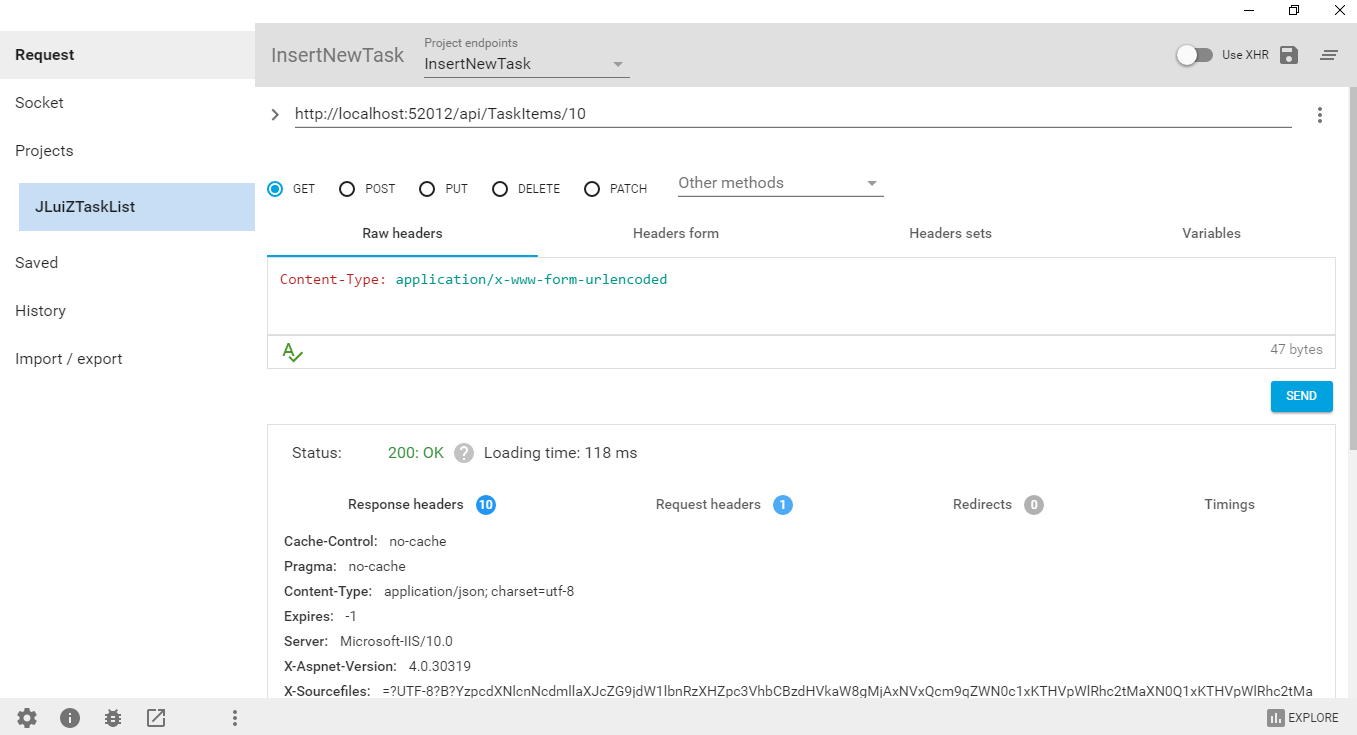 Request
Socket
Projects
JLuiZTaskList
Saved
History
Import / export
InsertNewTask
Project endpoints
InsertNewTask
Use XHR
http://localhost:52012/api/TaskItems/10
GET POST PUT DELETE PATCH Other methods
Raw headers Headers form Headers sets Variables
Content-Type: application/x-www-form-urlencoded
47 bytes
SEND
Status: 200: OK ? Loading time: 118 ms
Response headers 10 Request headers 1 Redirects 0 Timings
Cache-Control: no-cache
Pragma: no-cache
Content-Type: application/json; charset=utf-8
Expires: -1
Server: Microsoft-IIS/10.0
X-Aspnet-Version: 4.0.30319
X-Sourcefiles:
EXPLORE